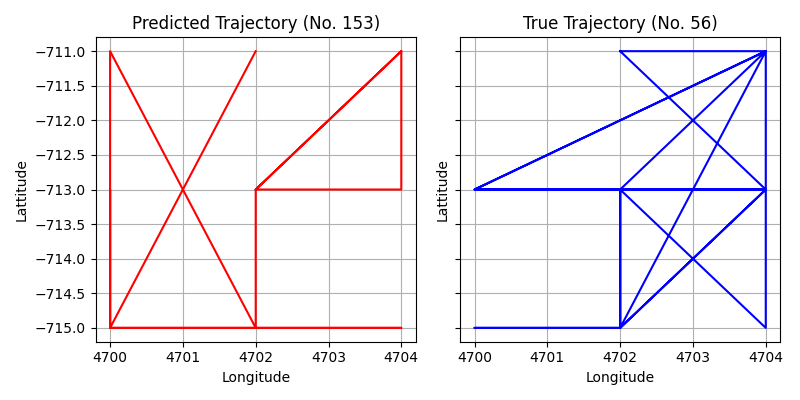 Predicted Trajectory (No. 153)
True Trajectory (No. 56)
Lattitude
−711.0
−711.5
−712.0
−712.5
−713.0
−713.5
−714.0
−714.5
−715.0
4700 4701 4702 4703 4704
Longitude
Lattitude
4700 4701 4702 4703 4704
Longitude